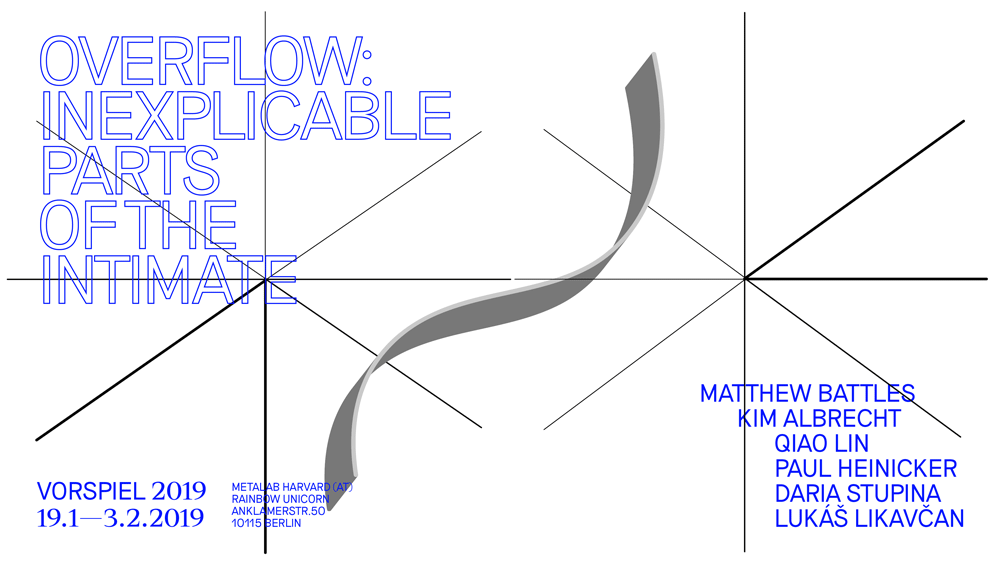 OVERFLOW:
INEXPLICABLE
PARTS
OF THE
INTIMATE
MATTHEW BATTLES
KIM ALBRECHT
QIAO LIN
PAUL HEINICKER
DARIA STUPINA
LUKÁŠ LIKAVČAN
VORSPIEL 2019
19.1—3.2.2019
METALAB HARVARD (AT)
RAINBOW UNICORN
ANKLAMERSTR.50
10115 BERLIN